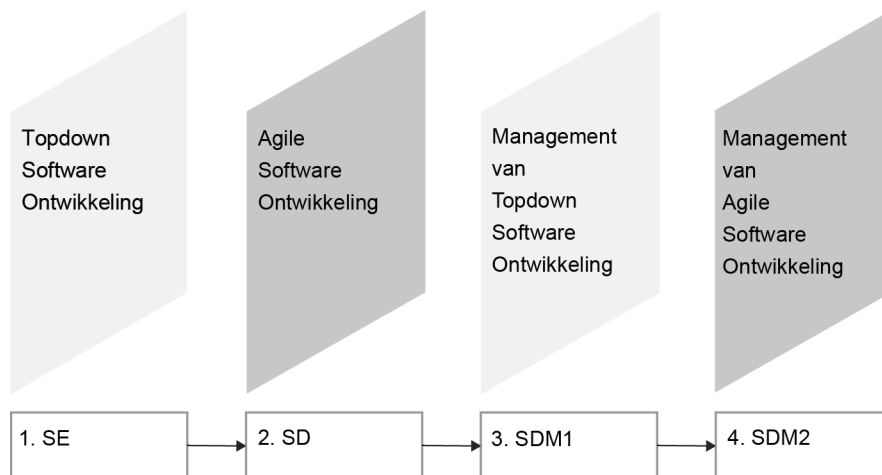 Topdown
Software
Ontwikkeling
Agile
Software
Ontwikkeling
Management
van
Topdown
Software
Ontwikkeling
Management
van
Agile
Software
Ontwikkeling
1. SE
2. SD
3. SDM1
4. SDM2